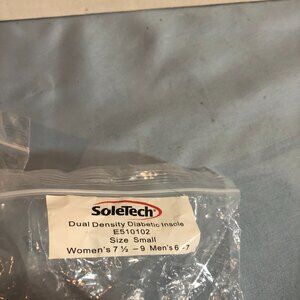 SoleTech
Dual Density Diabetic Insole
E510102
Size Small
Women's 7 ½ - 9 Men's 6 -7